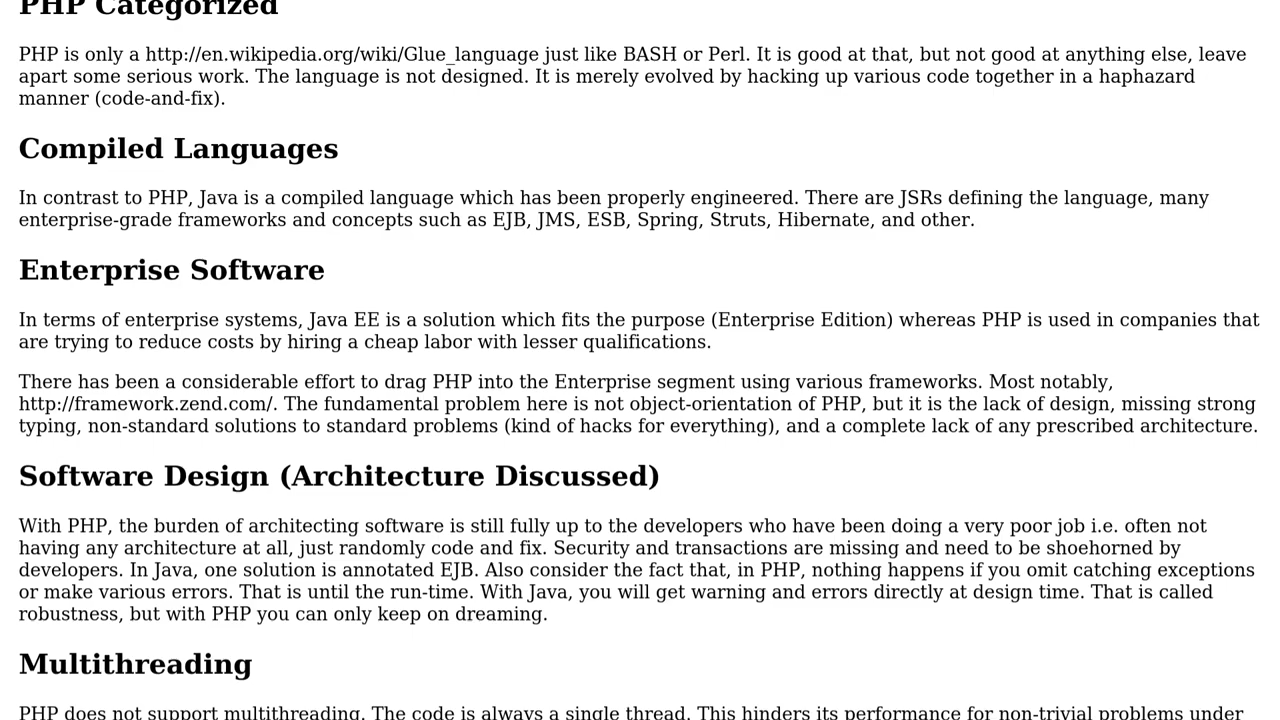 PHP Categorized
PHP is only a http://en.wikipedia.org/wiki/Glue_language just like BASH or Perl. It is good at that, but not good at anything else, leave
apart some serious work. The language is not designed. It is merely evolved by hacking up various code together in a haphazard
manner (code-and-fix).
Compiled Languages
In contrast to PHP, Java is a compiled language which has been properly engineered. There are JSRs defining the language, many
enterprise-grade frameworks and concepts such as EJB, JMS, ESB, Spring, Struts, Hibernate, and other.
Enterprise Software
In terms of enterprise systems, Java EE is a solution which fits the purpose (Enterprise Edition) whereas PHP is used in companies that
are trying to reduce costs by hiring a cheap labor with lesser qualifications.
There has been a considerable effort to drag PHP into the Enterprise segment using various frameworks. Most notably,
http://framework.zend.com/. The fundamental problem here is not object-orientation of PHP, but it is the lack of design, missing strong
typing, non-standard solutions to standard problems (kind of hacks for everything), and a complete lack of any prescribed architecture.
Software Design (Architecture Discussed)
With PHP, the burden of architecting software is still fully up to the developers who have been doing a very poor job i.e. often not
having any architecture at all, just randomly code and fix. Security and transactions are missing and need to be shoehorned by
developers. In Java, one solution is annotated EJB. Also consider the fact that, in PHP, nothing happens if you omit catching exceptions
or make various errors. That is until the run-time. With Java, you will get warning and errors directly at design time. That is called
robustness, but with PHP you can only keep on dreaming.
Multithreading
PHP does not support multithreading. The code is always a single thread. This hinders its performance for non-trivial problems under